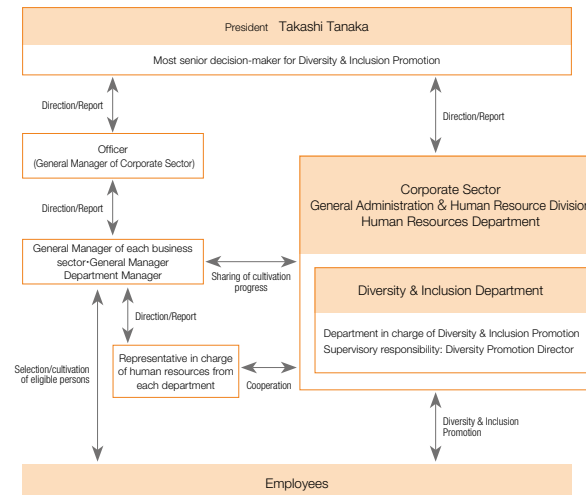 President Takashi Tanaka
Most senior decision-maker for Diversity & Inclusion Promotion
Direction/Report
Direction/Report
Officer
(General Manager of Corporate Sector)
Direction/Report
Corporate Sector
General Administration & Human Resource Division
Human Resources Department
General Manager of each business
sector・General Manager
Department Manager
Sharing of cultivation
progress
Diversity & Inclusion Department
Department in charge of Diversity & Inclusion Promotion
Supervisory responsibility: Diversity Promotion Director
Direction/Report
Selection/cultivation
of eligible persons
Representative in charge
of human resources from
each department
Cooperation
Diversity & Inclusion
Promotion
Employees